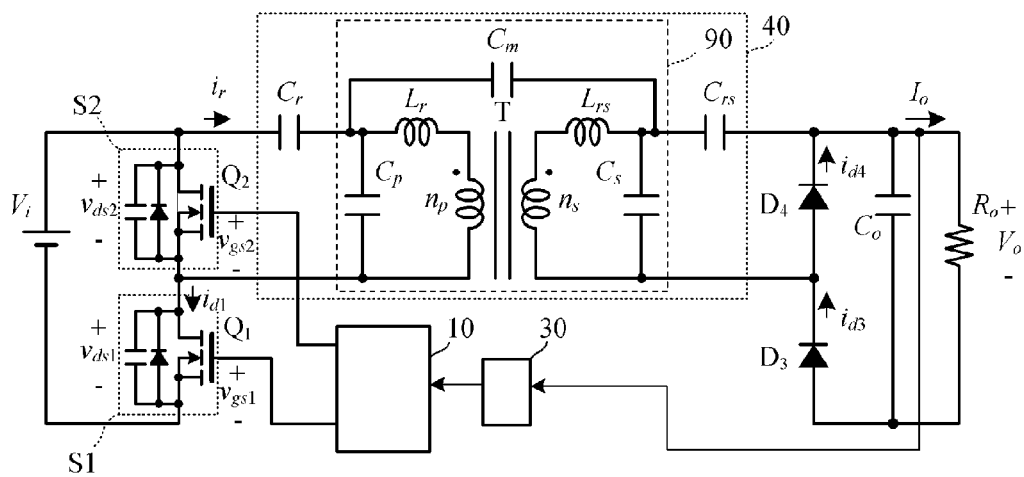 40
90
C_m
i_r
C_r
L_r
T
L_rs
C_rs
I_o
S2
C_p
C_s
i_d4
Q_2
V_i
+
v_ds2
-
+
v_gs2
-
n_p
n_s
D_4
C_o
R_o
+
V_o
-
i_d1
i_d3
+
v_ds1
-
Q_1
+
v_gs1
-
10
30
D_3
S1